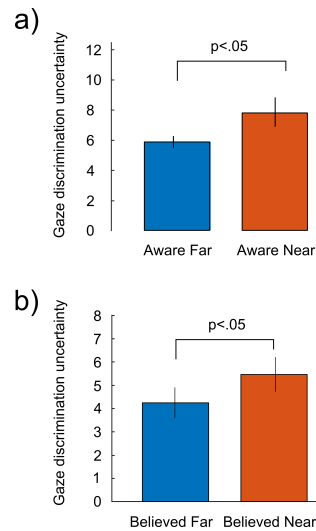 a)
Gaze discrimination uncertainty
12
10
8
6
4
2
0
p<.05
Aware Far Aware Near
b)
Gaze discrimination uncertainty
8
7
6
5
4
3
2
1
0
p<.05
Believed Far Believed Near